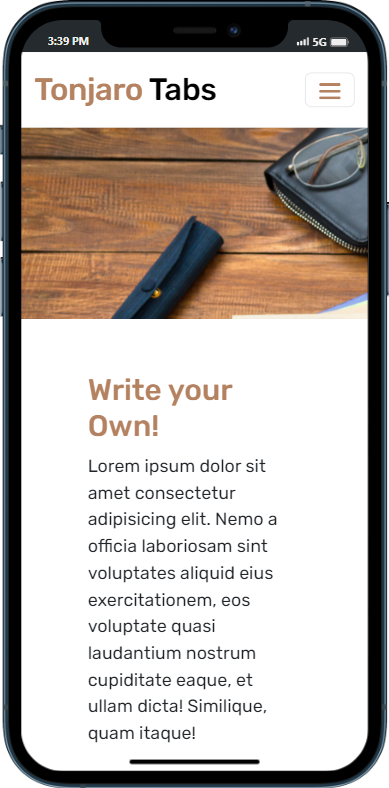 3:39 PM
5G
Tonjaro Tabs
Write your
Own!
Lorem ipsum dolor sit
amet consectetur
adipisicing elit. Nemo a
officia laboriosam sint
voluptates aliquid eius
exercitationem, eos
voluptate quasi
laudantium nostrum
cupiditate eaque, et
ullam dicta! Similique,
quam itaque!